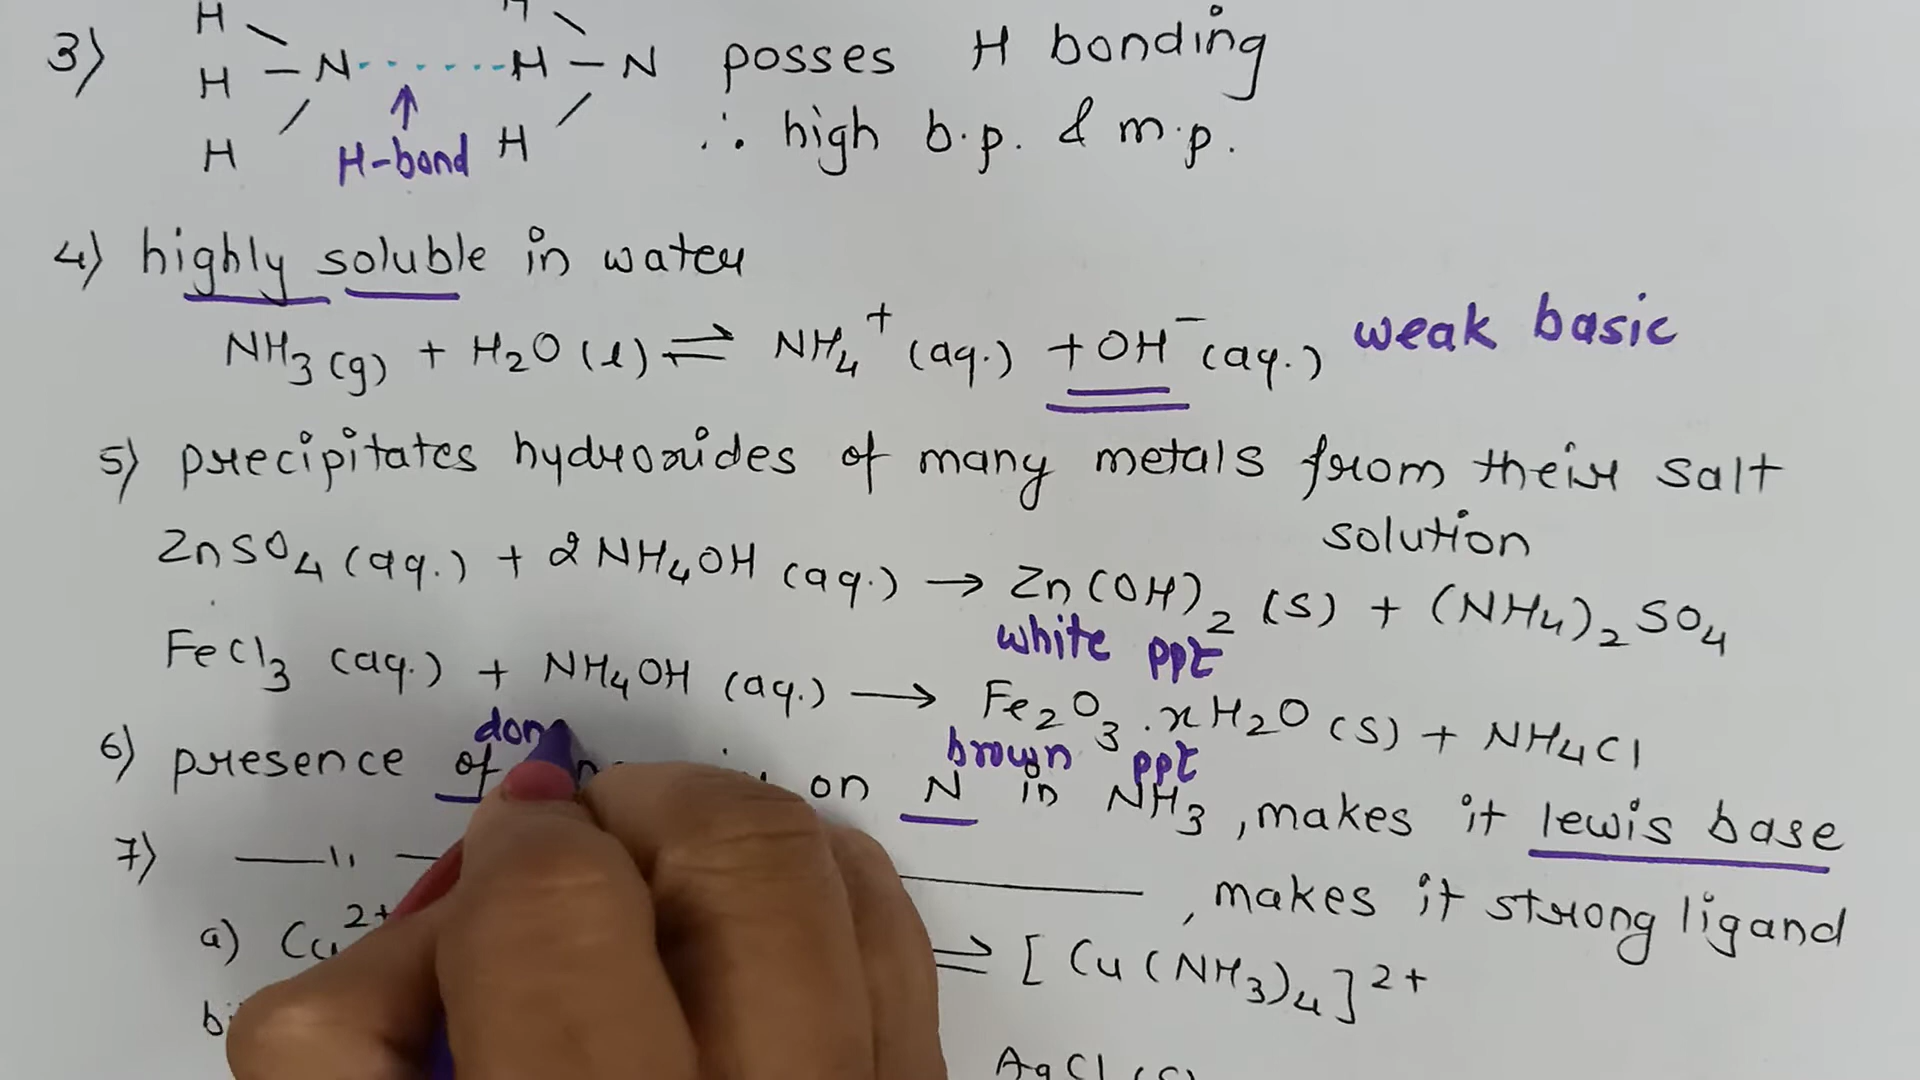 H H
3) H – N ...... H – N posses H bonding
H H-bond H ∴ high b.p. & m.p.
4) highly soluble in water
NH3 (g) + H2O (l) ⇌ NH4+ (aq.) + OH− (aq.) weak basic
5) precipitates hydroxides of many metals from their salt
solution
ZnSO4 (aq.) + 2 NH4OH (aq.) → Zn(OH)2 (s) + (NH4)2SO4
white ppt
FeCl3 (aq.) + NH4OH (aq.) → Fe2O3.xH2O (s) + NH4Cl
brown ppt
don
6) presence of on N in NH3, makes it lewis base
7) —— 11 —— , makes it strong ligand
a) Cu2+ ⇌ [Cu(NH3)4]2+
b)
AgCl (s)